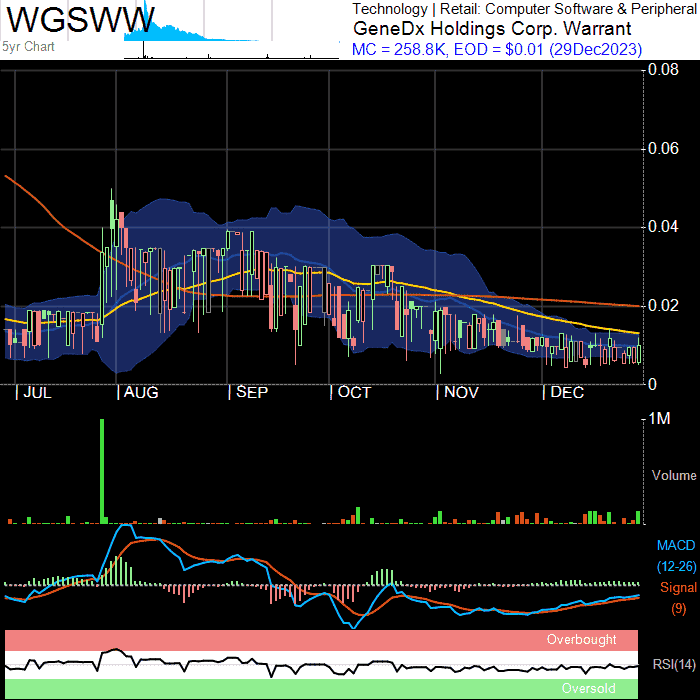 WGSWW
Technology | Retail: Computer Software & Peripheral
GeneDx Holdings Corp. Warrant
5yr Chart
MC = 258.8K, EOD = $0.01 (29Dec2023)
0.08
0.06
0.04
0.02
0
| JUL | AUG | SEP | OCT | NOV | DEC
1M
Volume
MACD
(12-26)
Signal
(9)
Overbought
RSI(14)
Oversold